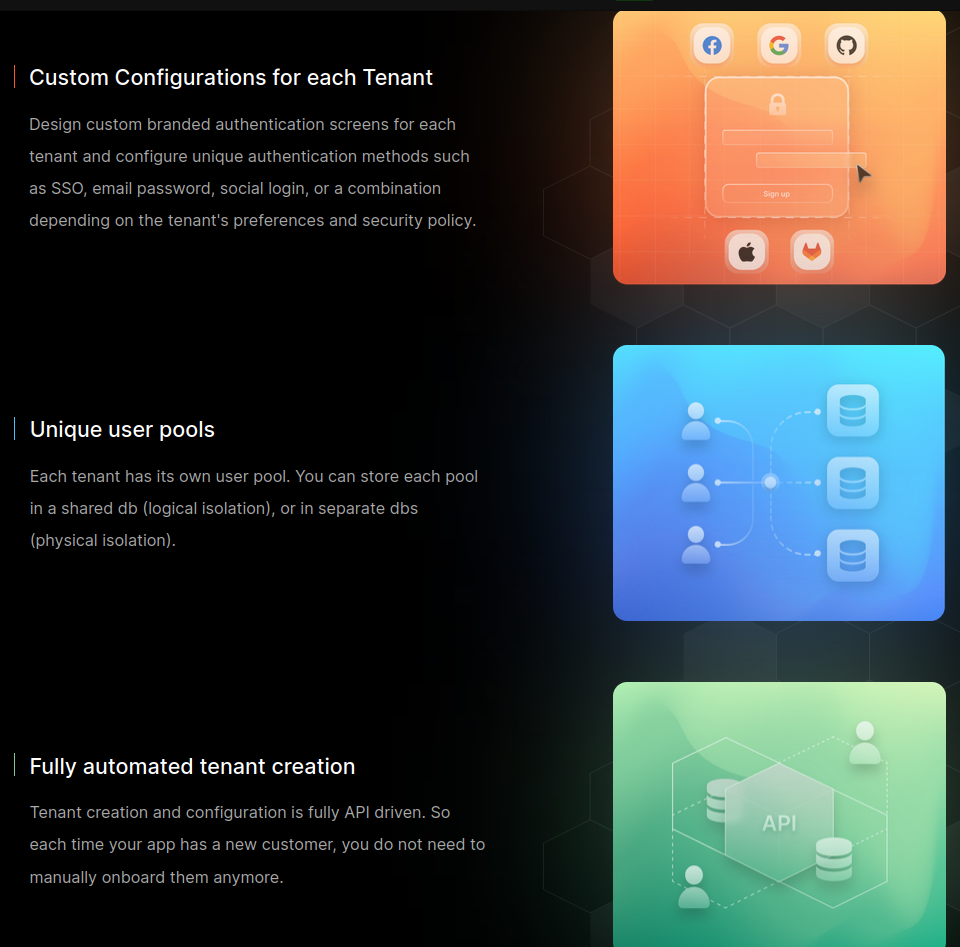 Custom Configurations for each Tenant
Design custom branded authentication screens for each
tenant and configure unique authentication methods such
as SSO, email password, social login, or a combination
depending on the tenant's preferences and security policy.
Sign up
Unique user pools
Each tenant has its own user pool. You can store each pool
in a shared db (logical isolation), or in separate dbs
(physical isolation).
Fully automated tenant creation
Tenant creation and configuration is fully API driven. So
each time your app has a new customer, you do not need to
manually onboard them anymore.
API